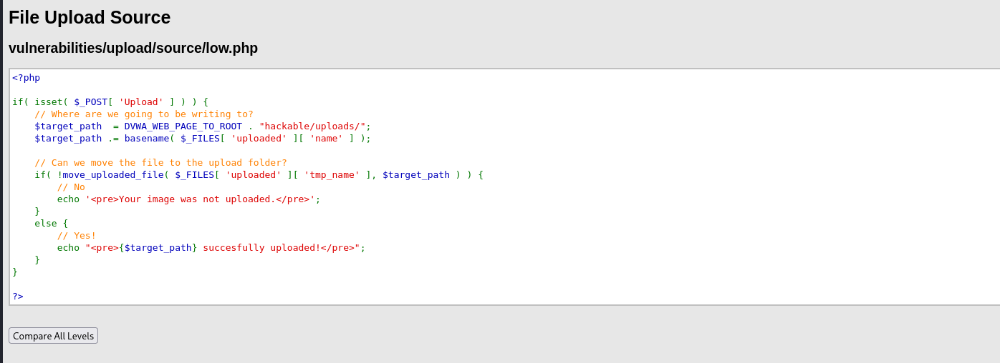 File Upload Source
vulnerabilities/upload/source/low.php
<?php
if( isset( $_POST[ 'Upload' ] ) ) {
    // Where are we going to be writing to?
    $target_path  = DVWA_WEB_PAGE_TO_ROOT . "hackable/uploads/";
    $target_path .= basename( $_FILES[ 'uploaded' ][ 'name' ] );
    // Can we move the file to the upload folder?
    if( !move_uploaded_file( $_FILES[ 'uploaded' ][ 'tmp_name' ], $target_path ) ) {
        // No
        echo '<pre>Your image was not uploaded.</pre>';
    }
    else {
        // Yes!
        echo "<pre>{$target_path} succesfully uploaded!</pre>";
    }
}
?>
Compare All Levels